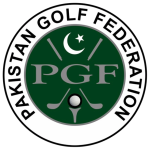 PAKISTAN GOLF FEDERATION
PGF